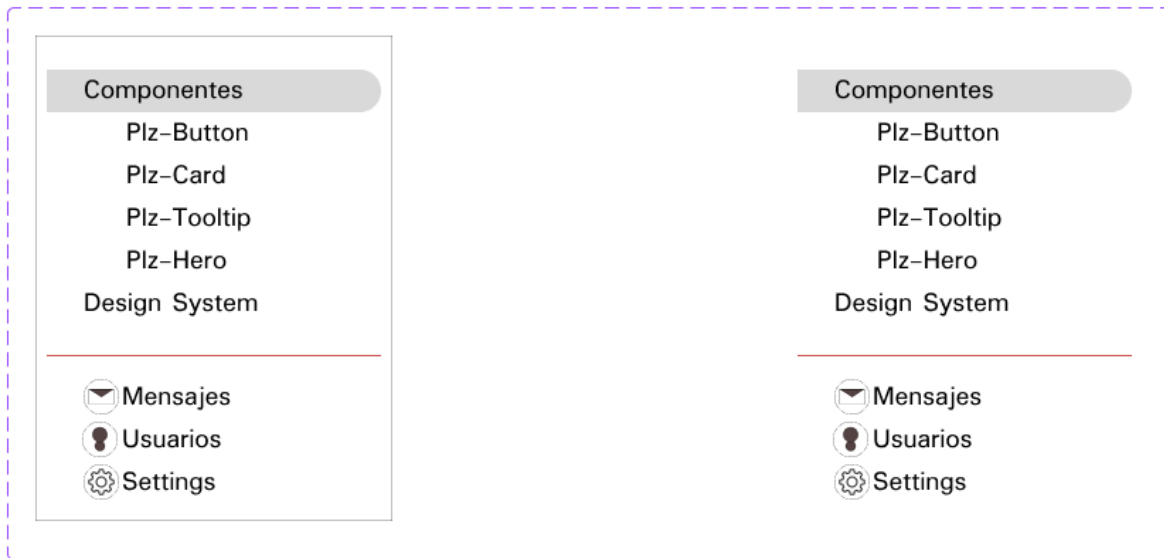 Componentes
Plz-Button
Plz-Card
Plz-Tooltip
Plz-Hero
Design System
Mensajes
Usuarios
Settings
Componentes
Plz-Button
Plz-Card
Plz-Tooltip
Plz-Hero
Design System
Mensajes
Usuarios
Settings